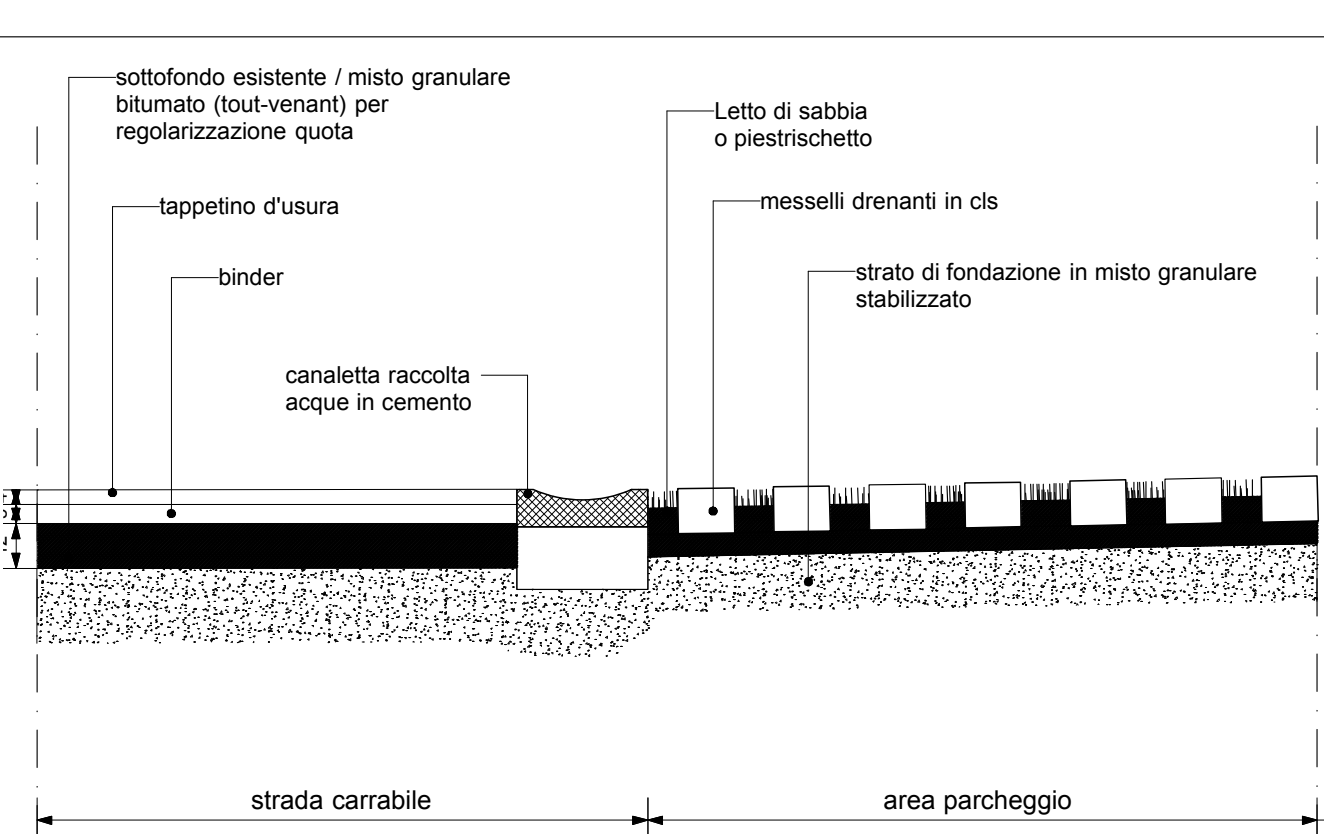 sottofondo esistente / misto granulare
bitumato (tout-venant) per
regolarizzazione quota
Letto di sabbia
o piestrischetto
tappetino d'usura
messelli drenanti in cls
binder
strato di fondazione in misto granulare
stabilizzato
canaletta raccolta
acque in cemento
strada carrabile
area parcheggio